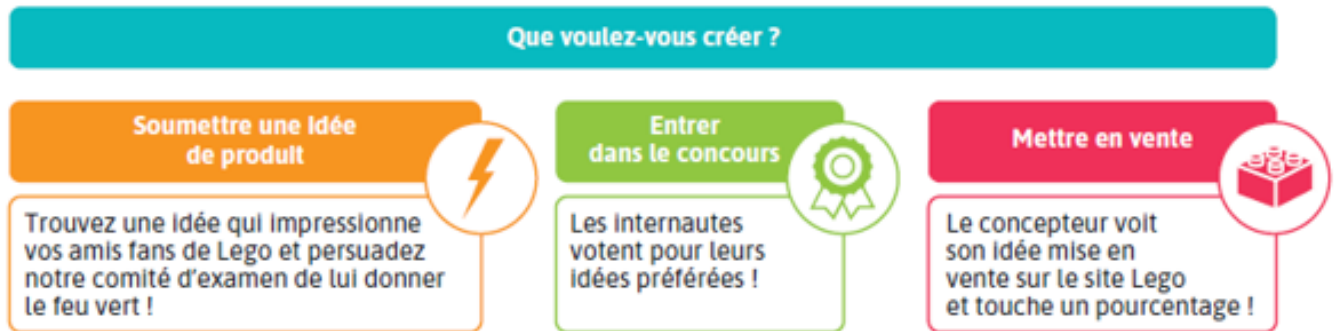 Que voulez-vous créer ?
Soumettre une idée
de produit
Trouvez une idée qui impressionne
vos amis fans de Lego et persuadez
notre comité d'examen de lui donner
le feu vert !
Entrer
dans le concours
Les internautes
votent pour leurs
idées préférées !
Mettre en vente
Le concepteur voit
son idée mise en
vente sur le site Lego
et touche un pourcentage !